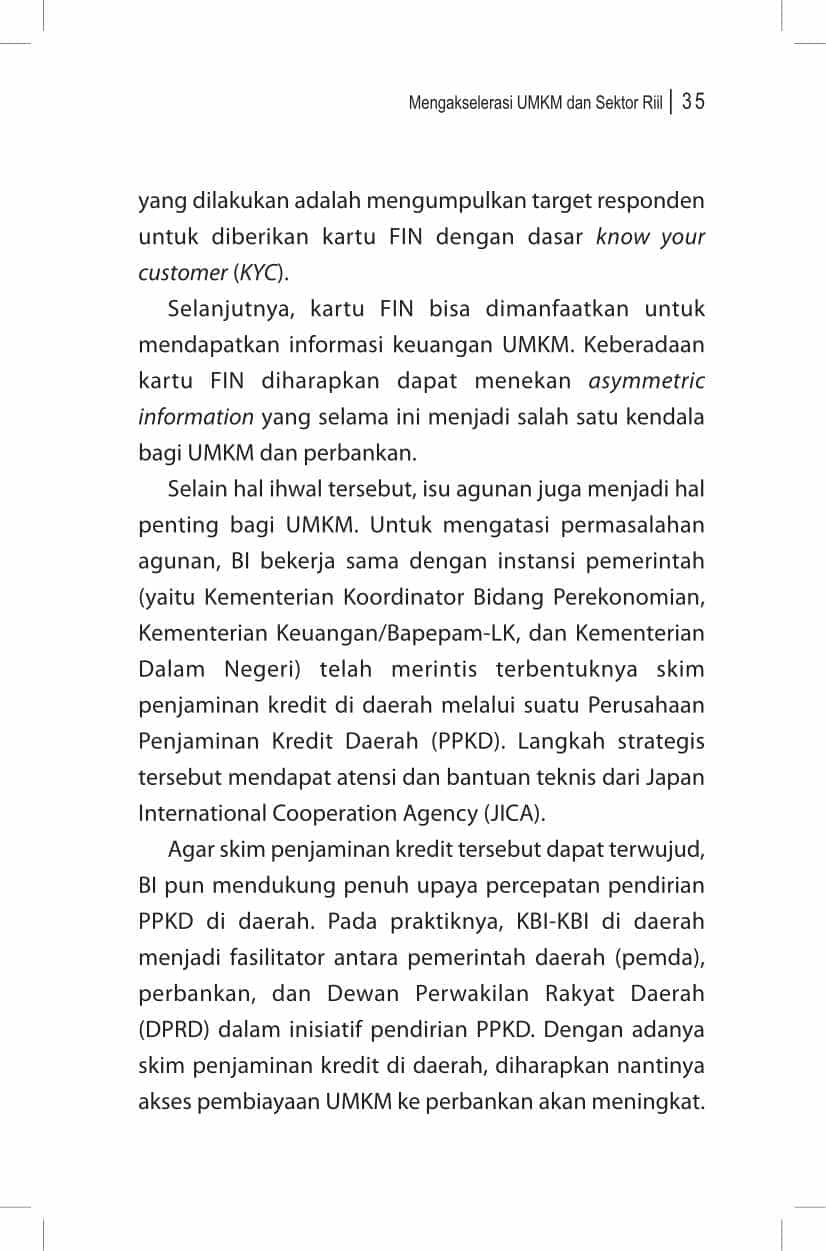 Mengakselerasi UMKM dan Sektor Riil | 35
yang dilakukan adalah mengumpulkan target responden
untuk diberikan kartu FIN dengan dasar know your
customer (KYC).
Selanjutnya, kartu FIN bisa dimanfaatkan untuk
mendapatkan informasi keuangan UMKM. Keberadaan
kartu FIN diharapkan dapat menekan asymmetric
information yang selama ini menjadi salah satu kendala
bagi UMKM dan perbankan.
Selain hal ihwal tersebut, isu agunan juga menjadi hal
penting bagi UMKM. Untuk mengatasi permasalahan
agunan, BI bekerja sama dengan instansi pemerintah
(yaitu Kementerian Koordinator Bidang Perekonomian,
Kementerian Keuangan/Bapepam-LK, dan Kementerian
Dalam Negeri) telah merintis terbentuknya skim
penjaminan kredit di daerah melalui suatu Perusahaan
Penjaminan Kredit Daerah (PPKD). Langkah strategis
tersebut mendapat atensi dan bantuan teknis dari Japan
International Cooperation Agency (JICA).
Agar skim penjaminan kredit tersebut dapat terwujud,
BI pun mendukung penuh upaya percepatan pendirian
PPKD di daerah. Pada praktiknya, KBI-KBI di daerah
menjadi fasilitator antara pemerintah daerah (pemda),
perbankan, dan Dewan Perwakilan Rakyat Daerah
(DPRD) dalam inisiatif pendirian PPKD. Dengan adanya
skim penjaminan kredit di daerah, diharapkan nantinya
akses pembiayaan UMKM ke perbankan akan meningkat.